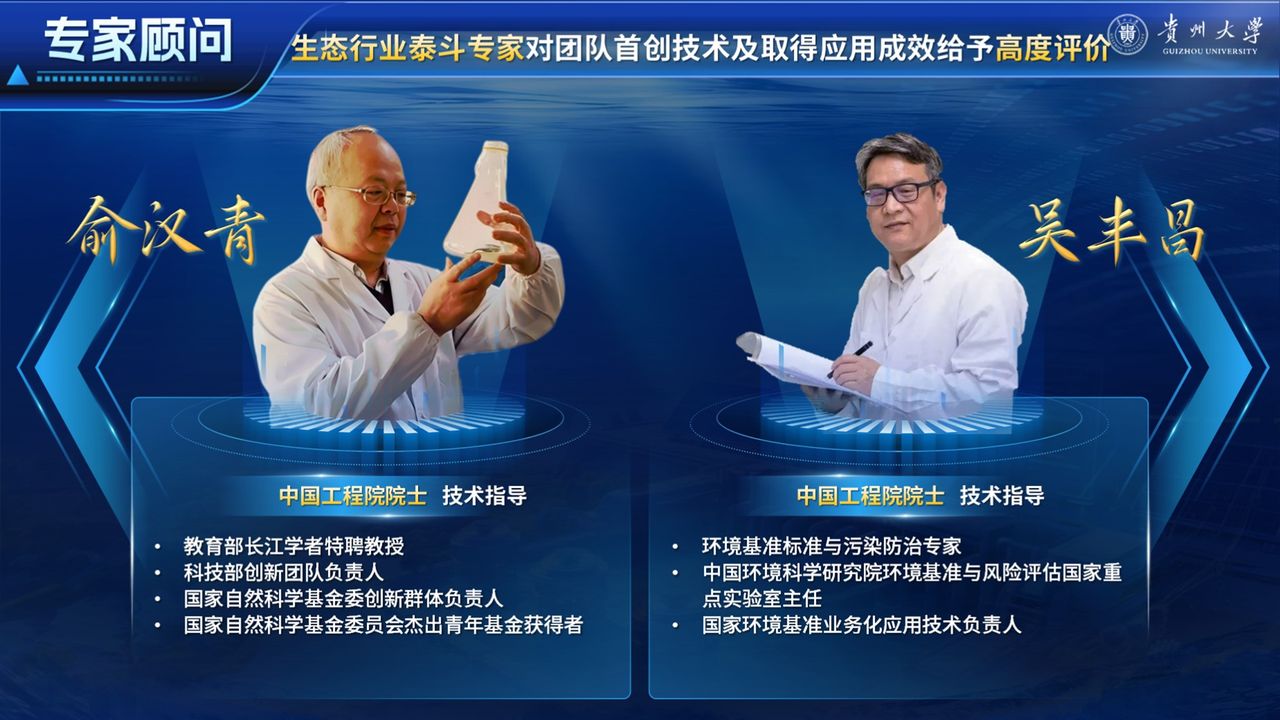 专家顾问
生态行业泰斗专家对团队首创技术及取得应用成效给予高度评价
贵州大学
GUIZHOU UNIVERSITY
俞汉青
吴丰昌
中国工程院院士 技术指导
• 教育部长江学者特聘教授
• 科技部创新团队负责人
• 国家自然科学基金委创新群体负责人
• 国家自然科学基金委员会杰出青年基金获得者
中国工程院院士 技术指导
• 环境基准标准与污染防治专家
• 中国环境科学研究院环境基准与风险评估国家重
点实验室主任
• 国家环境基准业务化应用技术负责人